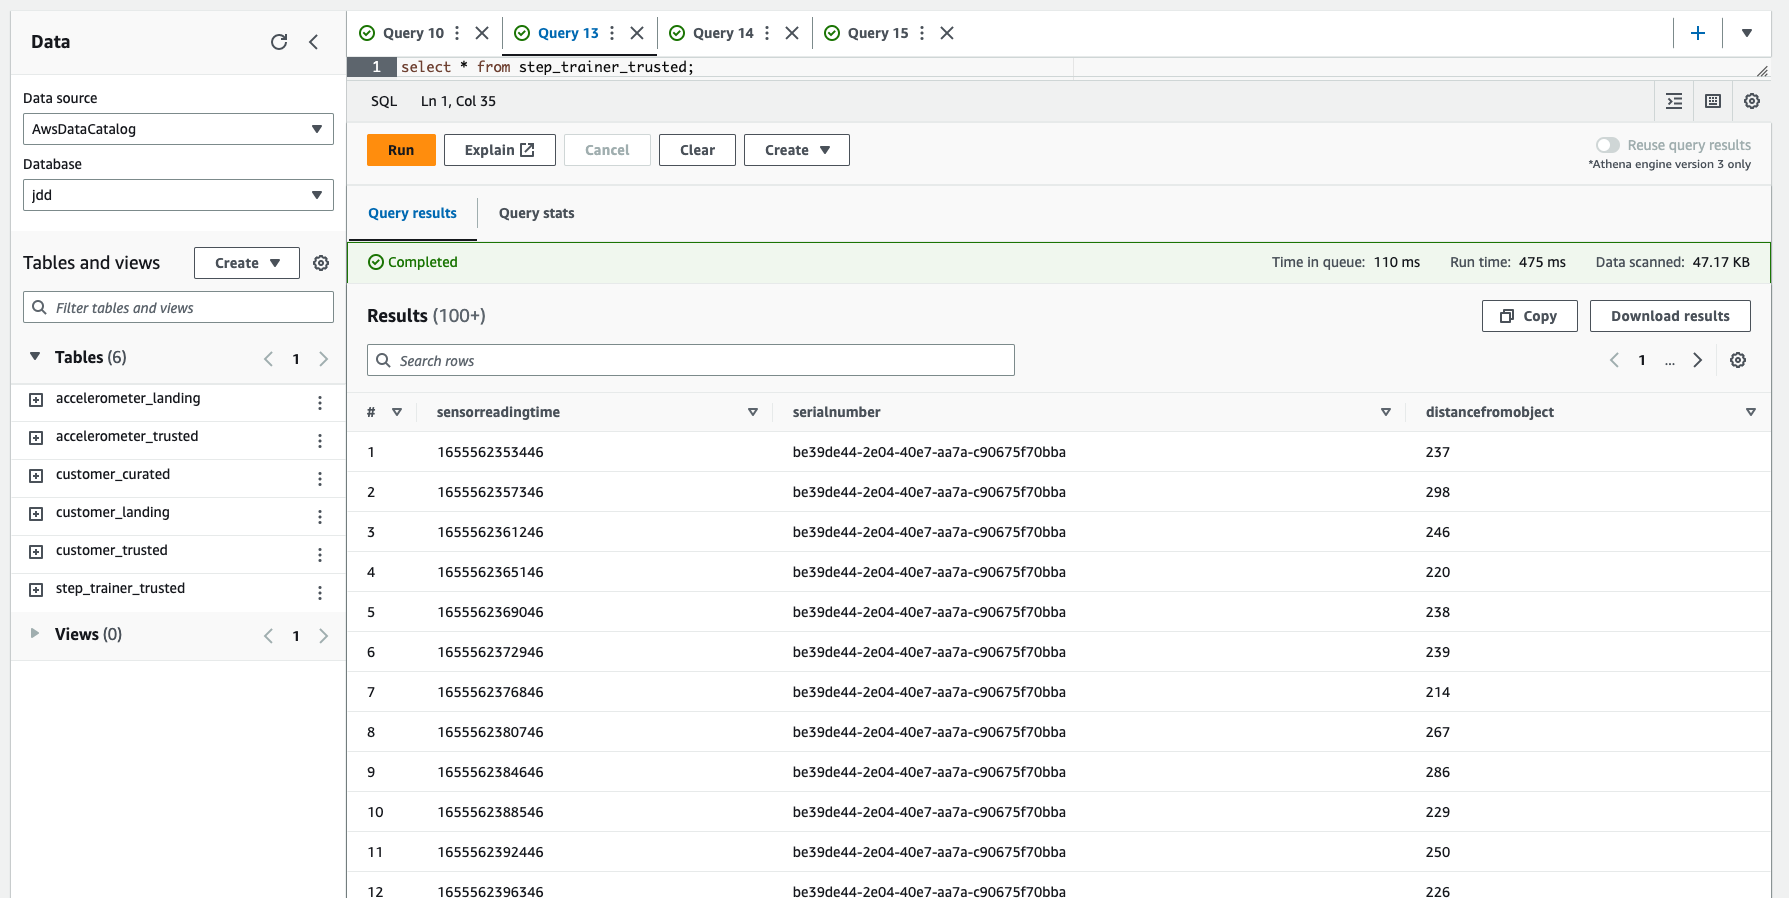 Data
Data source
AwsDataCatalog
Database
jdd
Tables and views
Create
Filter tables and views
Tables (6)
1
accelerometer_landing
accelerometer_trusted
customer_curated
customer_landing
customer_trusted
step_trainer_trusted
Views (0)
1
Query 10
Query 13
Query 14
Query 15
1 select * from step_trainer_trusted;
SQL Ln 1, Col 35
Run
Explain
Cancel
Clear
Create
Reuse query results
*Athena engine version 3 only
Query results
Query stats
Completed
Time in queue: 110 ms Run time: 475 ms Data scanned: 47.17 KB
Results (100+)
Copy
Download results
Search rows
1 ...
# sensorreadingtime serialnumber distancefromobject
1 1655562353446 be39de44-2e04-40e7-aa7a-c90675f70bba 237
2 1655562357346 be39de44-2e04-40e7-aa7a-c90675f70bba 298
3 1655562361246 be39de44-2e04-40e7-aa7a-c90675f70bba 246
4 1655562365146 be39de44-2e04-40e7-aa7a-c90675f70bba 220
5 1655562369046 be39de44-2e04-40e7-aa7a-c90675f70bba 238
6 1655562372946 be39de44-2e04-40e7-aa7a-c90675f70bba 239
7 1655562376846 be39de44-2e04-40e7-aa7a-c90675f70bba 214
8 1655562380746 be39de44-2e04-40e7-aa7a-c90675f70bba 267
9 1655562384646 be39de44-2e04-40e7-aa7a-c90675f70bba 286
10 1655562388546 be39de44-2e04-40e7-aa7a-c90675f70bba 229
11 1655562392446 be39de44-2e04-40e7-aa7a-c90675f70bba 250
12 1655562396346 be39de44-2e04-40e7-aa7a-c90675f70bba 226